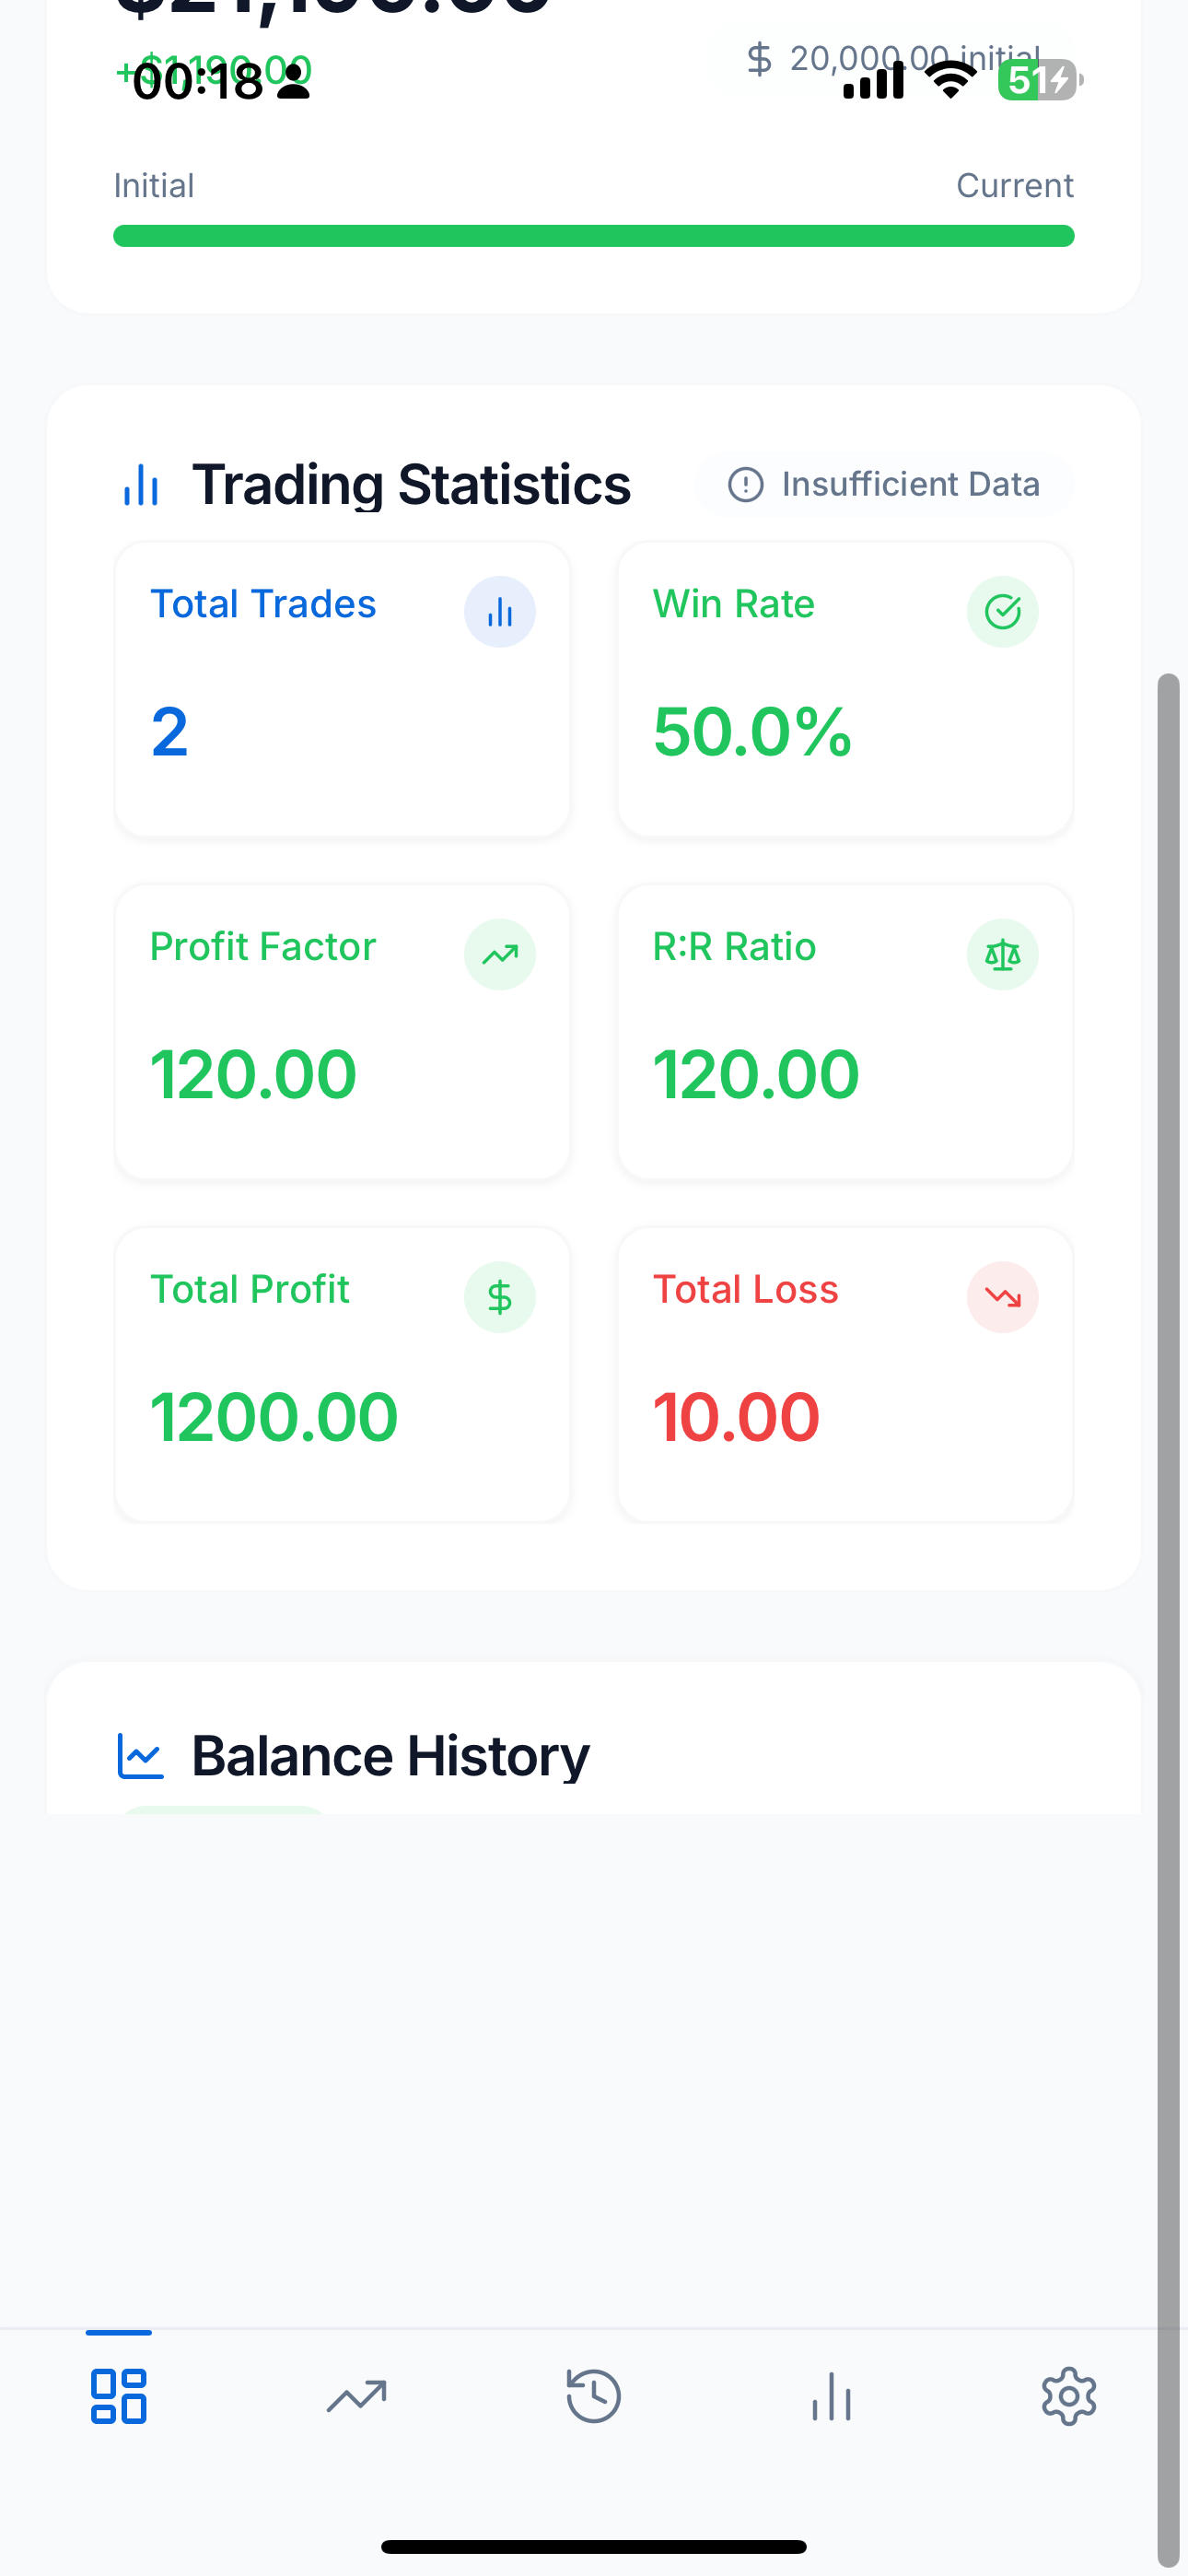 +$1,190.00
20,000.00 initial
00:18
51
Initial
Current
Trading Statistics
Insufficient Data
Total Trades
Win Rate
2
50.0%
Profit Factor
R:R Ratio
120.00
120.00
Total Profit
Total Loss
1200.00
10.00
Balance History